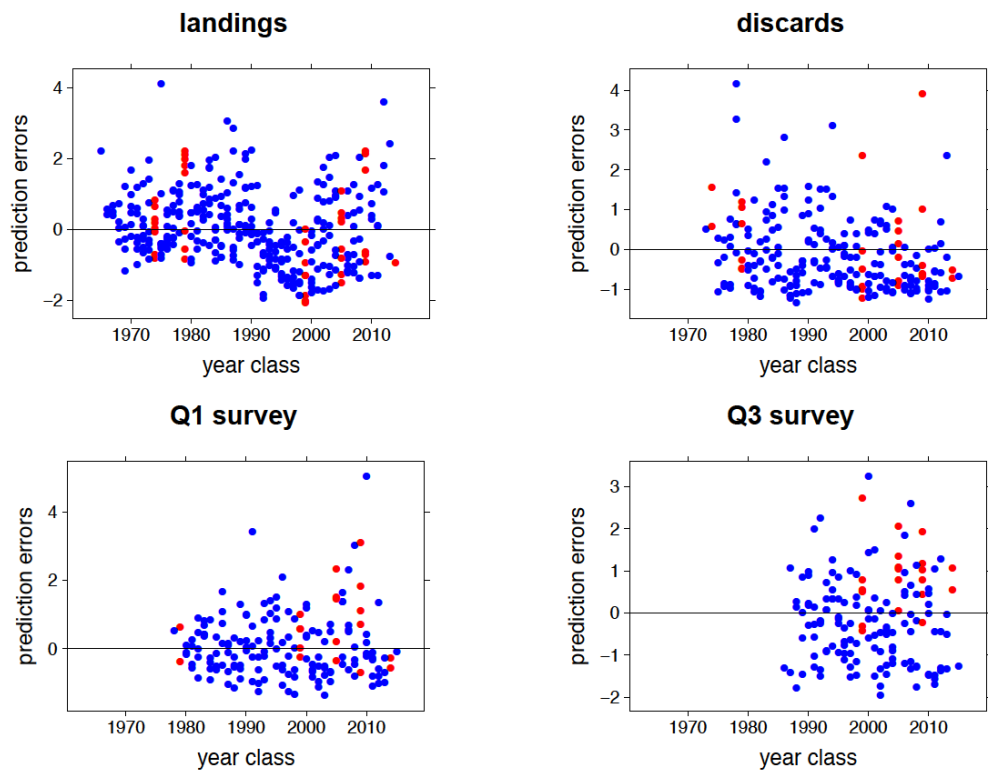 landings
discards
prediction errors
4
2
0
−2
1970 1980 1990 2000 2010
year class
prediction errors
4
3
2
1
0
−1
1970 1980 1990 2000 2010
year class
Q1 survey
Q3 survey
prediction errors
4
2
0
1970 1980 1990 2000 2010
year class
prediction errors
3
2
1
0
−1
−2
1970 1980 1990 2000 2010
year class